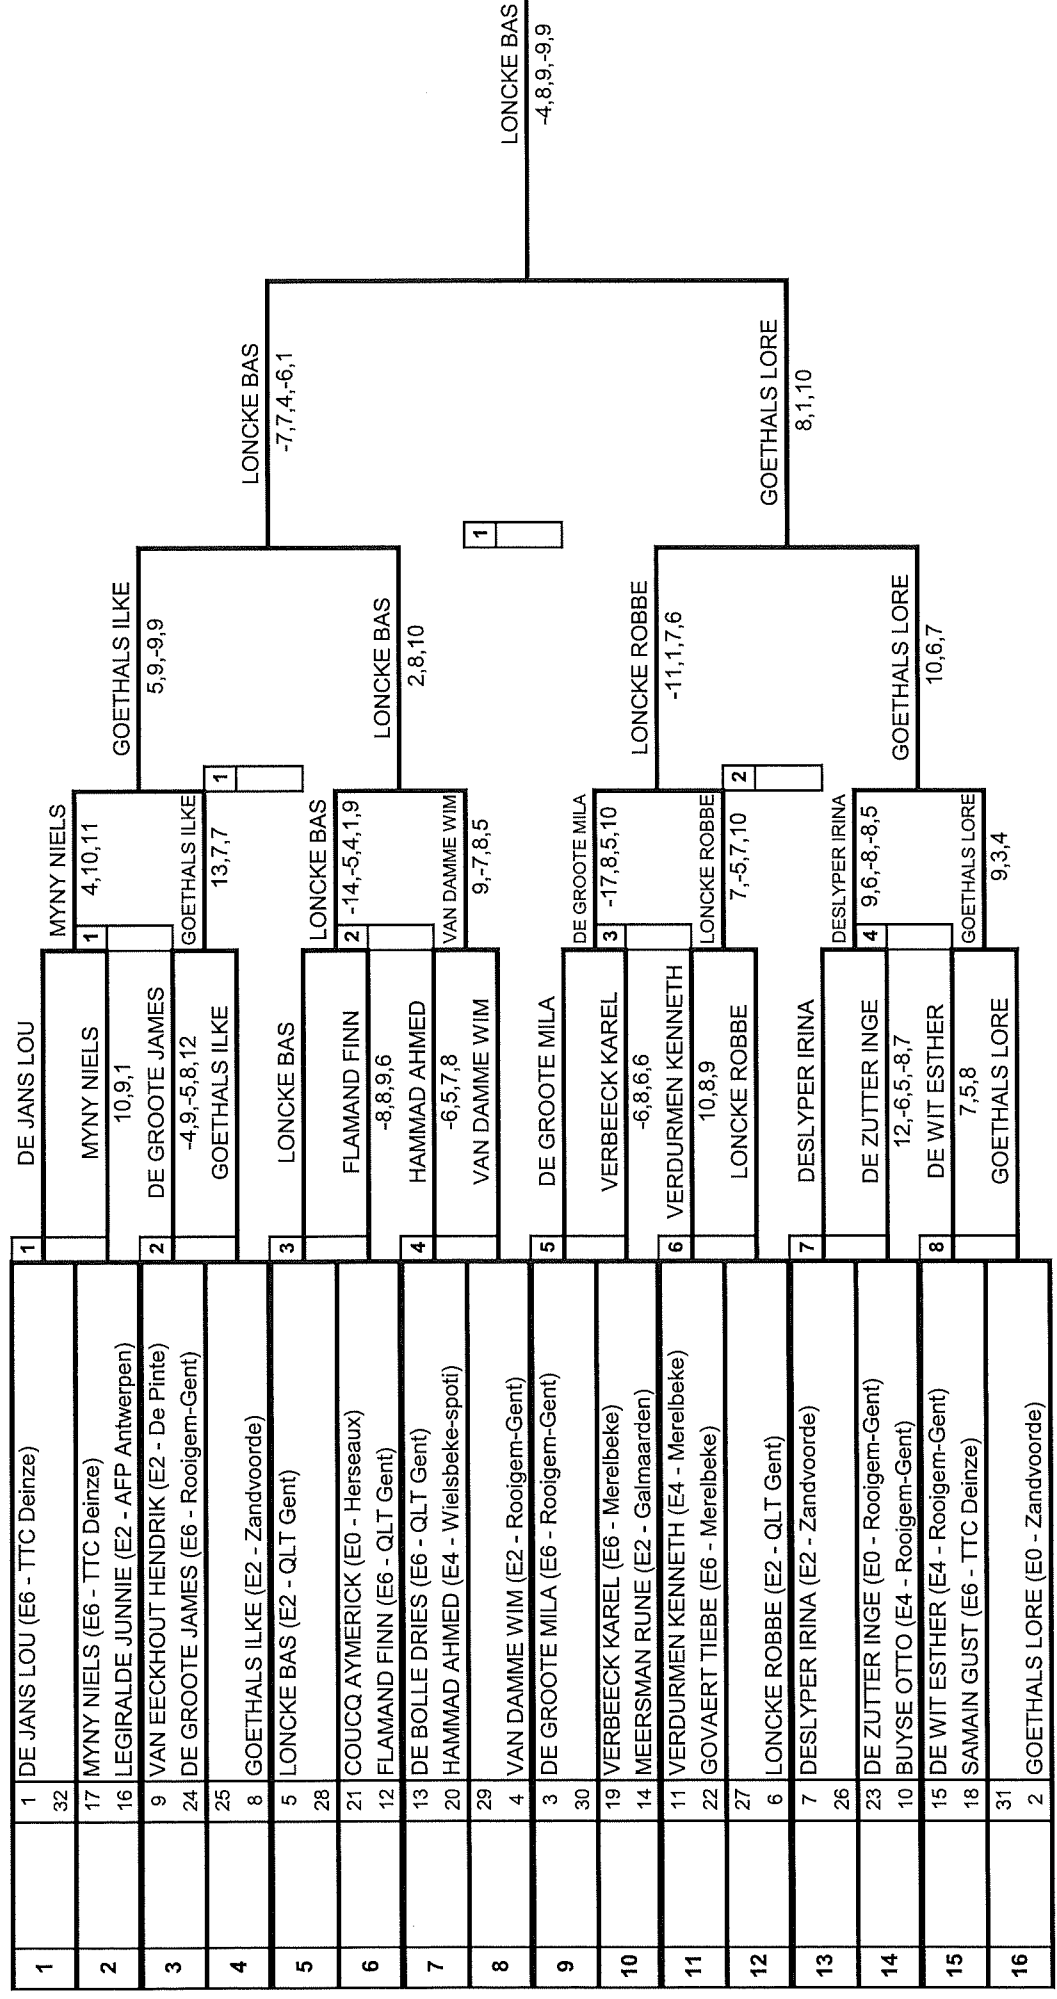 1
1 DE JANS LOU (E6 - TTC Deinze)
32
2
17 MYNY NIELS (E6 - TTC Deinze)
16 LEGIRALDE JUNNIE (E2 - AFP Antwerpen)
3
9 VAN EECKHOUT HENDRIK (E2 - De Pinte)
24 DE GROOTE JAMES (E6 - Rooigem-Gent)
4
25
8 GOETHALS ILKE (E2 - Zandvoorde)
5
5 LONCKE BAS (E2 - QLT Gent)
28
6
21 COUCQ AYMERICK (E0 - Herseaux)
12 FLAMAND FINN (E6 - QLT Gent)
7
13 DE BOLLE DRIES (E6 - QLT Gent)
20 HAMMAD AHMED (E4 - Wielsbeke-spoti)
8
29
4 VAN DAMME WIM (E2 - Rooigem-Gent)
9
3 DE GROOTE MILA (E6 - Rooigem-Gent)
30
10
19 VERBEECK KAREL (E6 - Merelbeke)
14 MEERSMAN RUNE (E2 - Galmaarden)
11
11 VERDURMEN KENNETH (E4 - Merelbeke)
22 GOVAERT TIEBE (E6 - Merelbeke)
12
27
6 LONCKE ROBBE (E2 - QLT Gent)
13
7 DESLYPER IRINA (E2 - Zandvoorde)
26
14
23 DE ZUTTER INGE (E0 - Rooigem-Gent)
10 BUYSE OTTO (E4 - Rooigem-Gent)
15
15 DE WIT ESTHER (E4 - Rooigem-Gent)
18 SAMAIN GUST (E6 - TTC Deinze)
16
31
2 GOETHALS LORE (E0 - Zandvoorde)
DE JANS LOU
1
MYNY NIELS
10,9,1
DE GROOTE JAMES
2
-4,9,-5,8,12
GOETHALS ILKE
LONCKE BAS
3
FLAMAND FINN
-8,8,9,6
HAMMAD AHMED
4
-6,5,7,8
VAN DAMME WIM
DE GROOTE MILA
5
VERBEECK KAREL
-6,8,6,6
VERDURMEN KENNETH
6
10,8,9
LONCKE ROBBE
DESLYPER IRINA
7
DE ZUTTER INGE
12,-6,5,-8,7
DE WIT ESTHER
8
7,5,8
GOETHALS LORE
MYNY NIELS
1
4,10,11
GOETHALS ILKE
13,7,7
LONCKE BAS
2
-14,-5,4,1,9
VAN DAMME WIM
9,-7,8,5
DE GROOTE MILA
3
-17,8,5,10
LONCKE ROBBE
7,-5,7,10
DESLYPER IRINA
4
9,6,-8,-8,5
GOETHALS LORE
9,3,4
GOETHALS ILKE
5,9,-9,9
1
LONCKE BAS
2,8,10
LONCKE ROBBE
-11,1,7,6
2
GOETHALS LORE
10,6,7
LONCKE BAS
-7,7,4,-6,1
1
GOETHALS LORE
8,1,10
LONCKE BAS
-4,8,9,-9,9